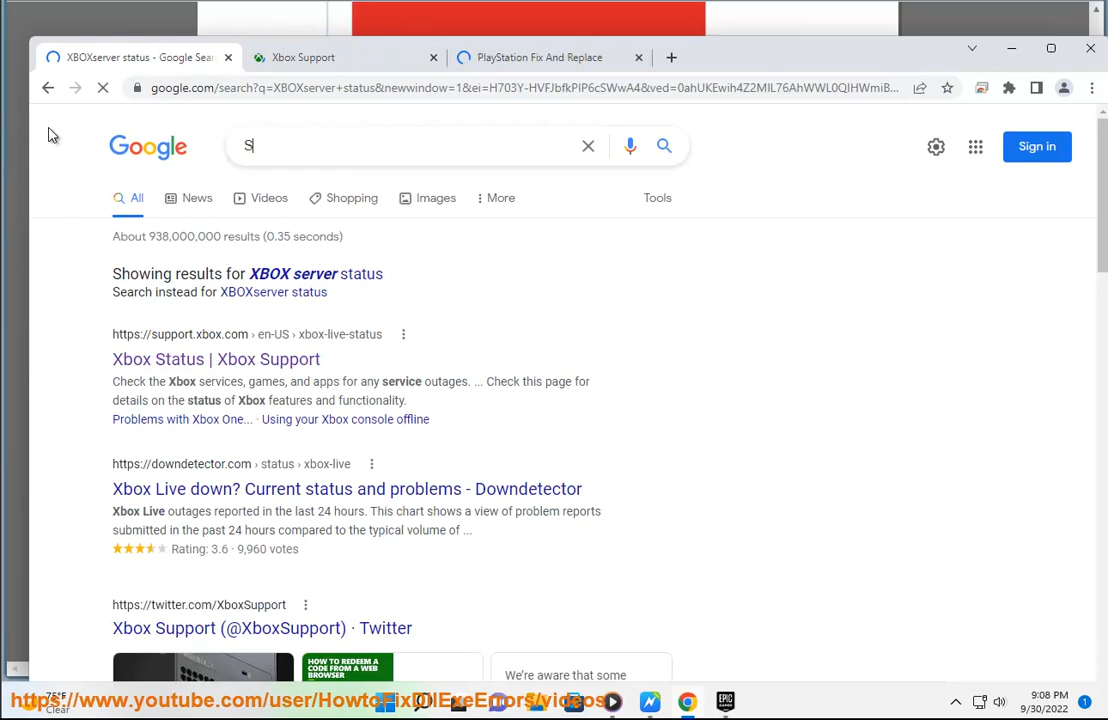 XBOXserver status - Google Sear
Xbox Support
PlayStation Fix And Replace
google.com/search?q=XBOXserver+status&newwindow=1&ei=H703Y-HVFJbfkPIP6cSWwA4&ved=0ahUKEwih4Z2MlL76AhWWL0QIHWmiB...
Google
S
Sign in
All
News
Videos
Shopping
Images
More
Tools
About 938,000,000 results (0.35 seconds)
Showing results for XBOX server status
Search instead for XBOXserver status
https://support.xbox.com › en-US › xbox-live-status
Xbox Status | Xbox Support
Check the Xbox services, games, and apps for any service outages. ... Check this page for
details on the status of Xbox features and functionality.
Problems with Xbox One... · Using your Xbox console offline
https://downdetector.com › status › xbox-live
Xbox Live down? Current status and problems - Downdetector
Xbox Live outages reported in the last 24 hours. This chart shows a view of problem reports
submitted in the past 24 hours compared to the typical volume of ...
Rating: 3.6 · 9,960 votes
https://twitter.com/XboxSupport
Xbox Support (@XboxSupport) · Twitter
HOW TO REDEEM A
CODE FROM A WEB
BROWSER
We're aware that some
https://www.youtube.com/user/HowtoFixDllExeErrors/videos
75°F
Clear
EPIC
GAMES
9:08 PM
9/30/2022
1